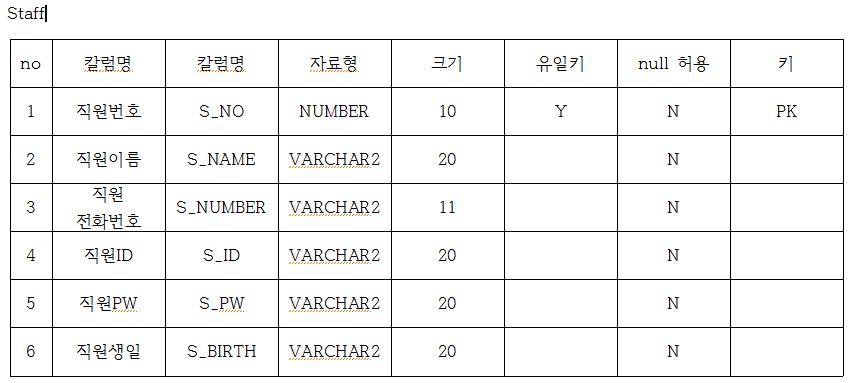 Staff
no 칼럼명 칼럼명 자료형 크기 유일키 null 허용 키
1 직원번호 S_NO NUMBER 10 Y N PK
2 직원이름 S_NAME VARCHAR2 20 N
3 직원 전화번호 S_NUMBER VARCHAR2 11 N
4 직원ID S_ID VARCHAR2 20 N
5 직원PW S_PW VARCHAR2 20 N
6 직원생일 S_BIRTH VARCHAR2 20 N